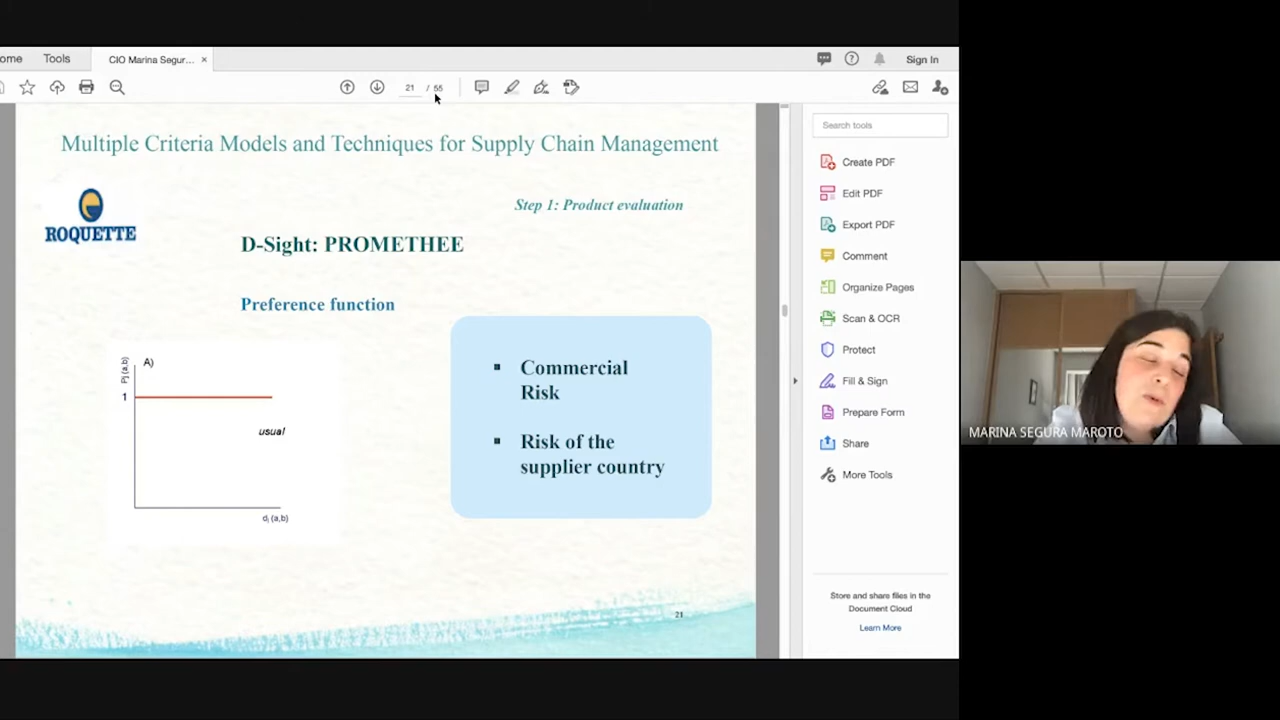 ome
Tools
CIO Marina Segur...
×
Sign In
21 / 55
Multiple Criteria Models and Techniques for Supply Chain Management
ROQUETTE
Step 1: Product evaluation
D-Sight: PROMETHEE
Preference function
Pj (a,b)
A)
1
usual
dj (a,b)
▪ Commercial
Risk
▪ Risk of the
supplier country
21
Search tools
Create PDF
Edit PDF
Export PDF
Comment
Organize Pages
Scan & OCR
Protect
Fill & Sign
Prepare Form
Share
More Tools
Store and share files in the
Document Cloud
Learn More
MARINA SEGURA MAROTO